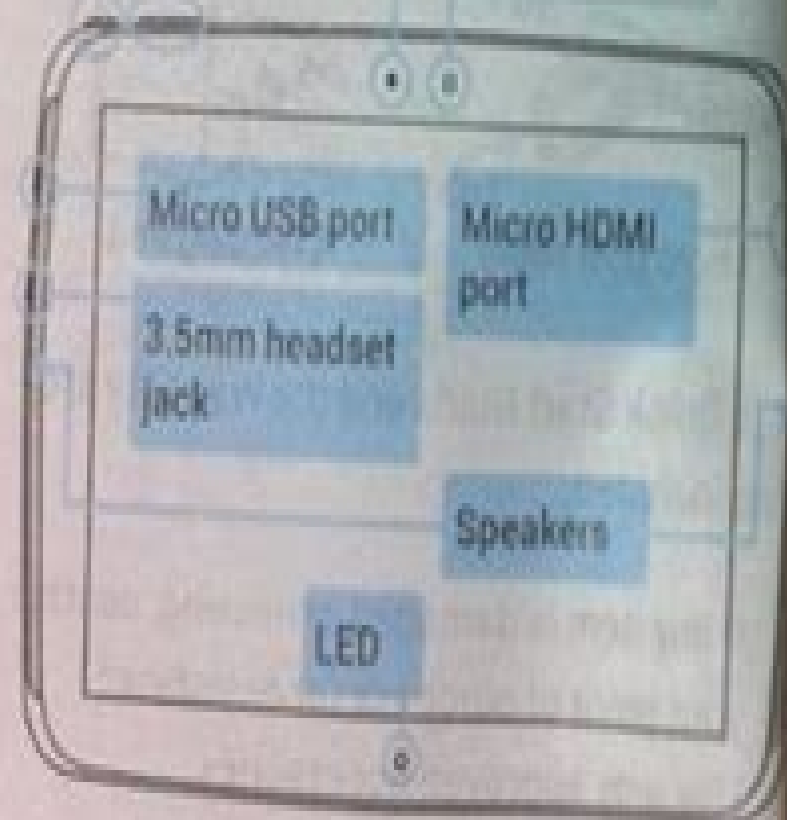 Micro USB port
Micro HDMI
port
3.5mm headset
jack
Speakers
LED